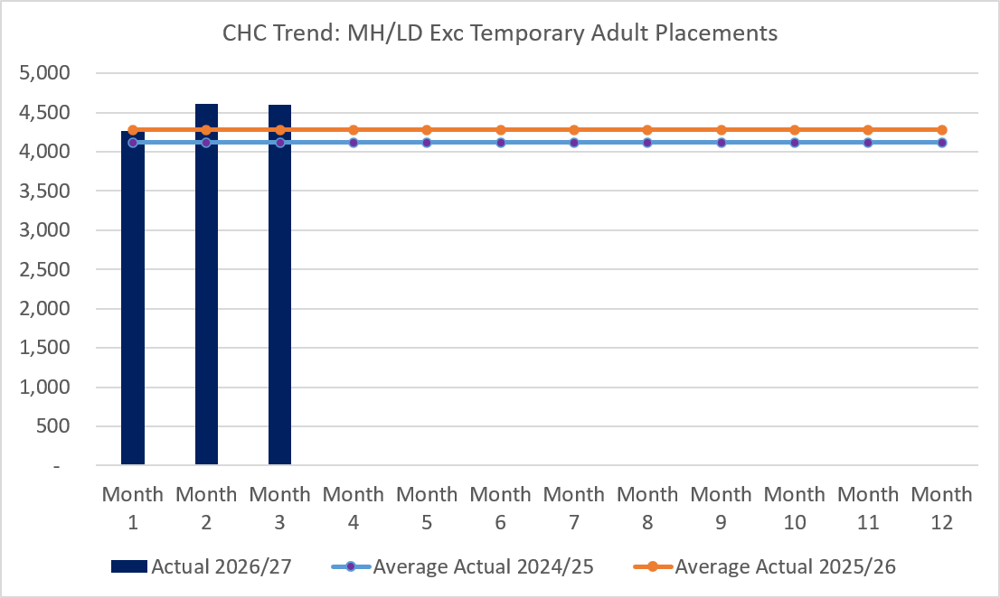 CHC Trend: MH/LD Exc Temporary Adult Placements
5,000
4,500
4,000
3,500
3,000
2,500
2,000
1,500
1,000
500
-
Month 1
Month 2
Month 3
Month 4
Month 5
Month 6
Month 7
Month 8
Month 9
Month 10
Month 11
Month 12
Actual 2026/27
Average Actual 2024/25
Average Actual 2025/26